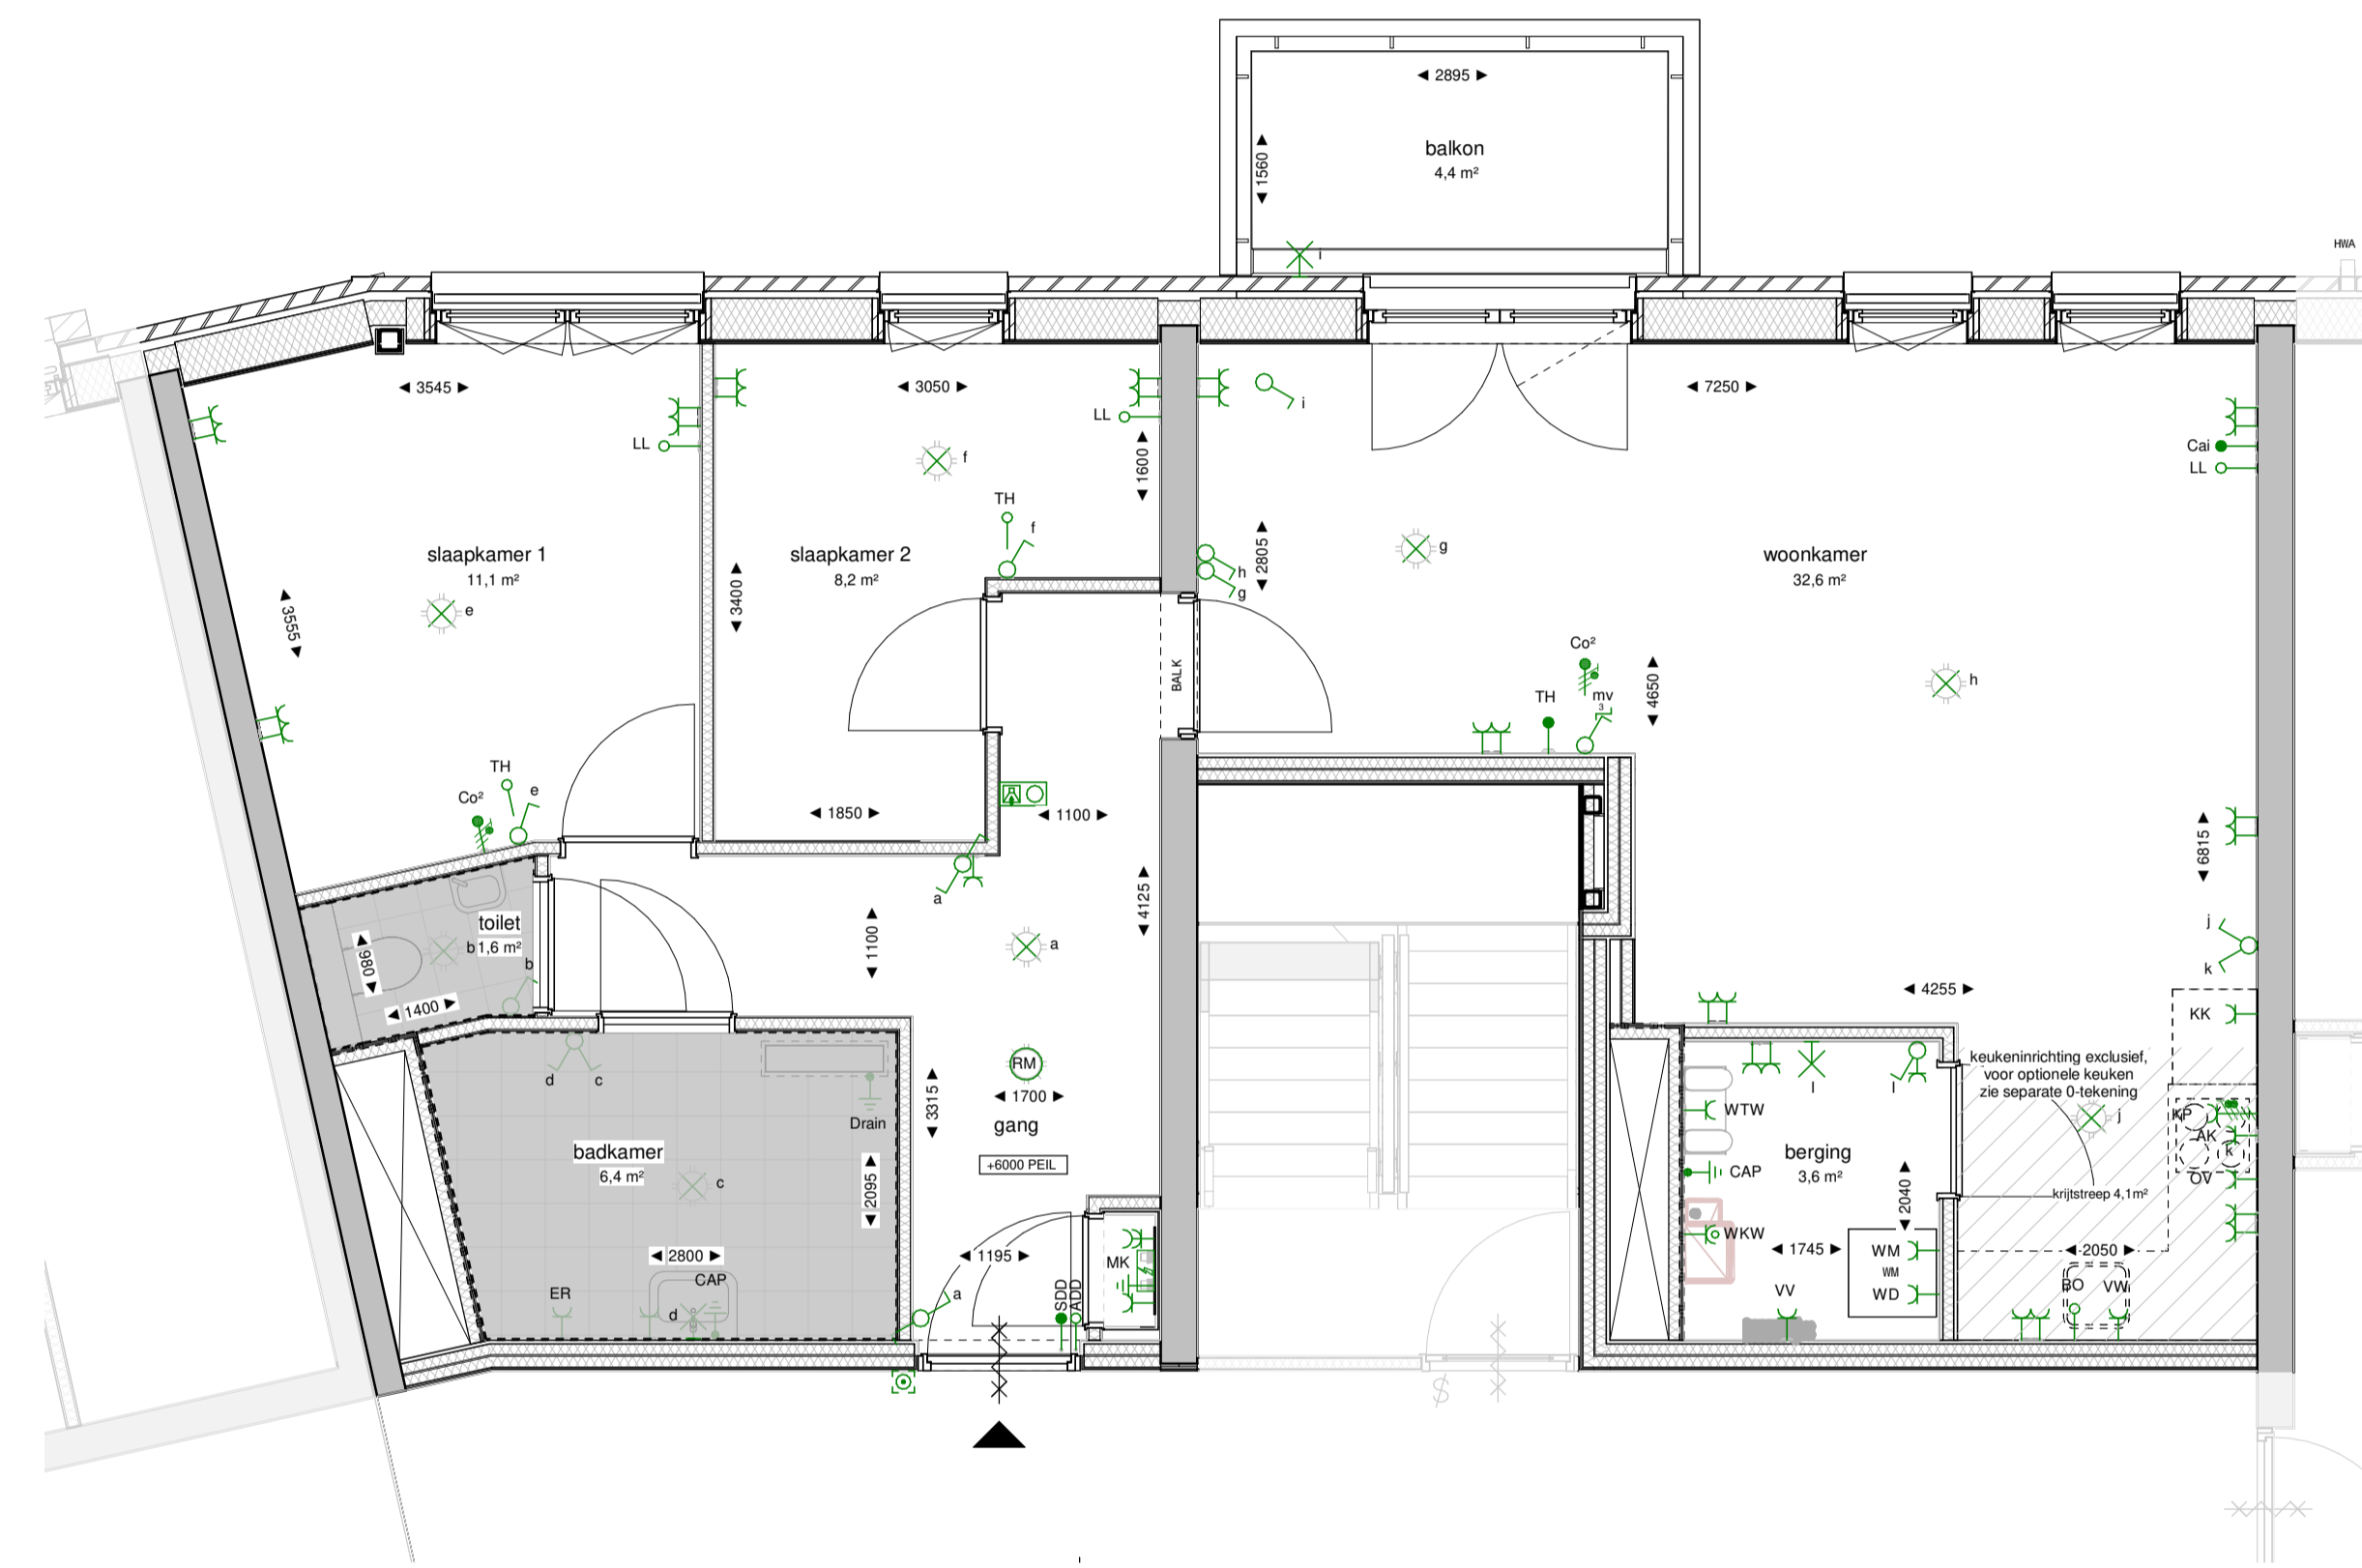 2895
balkon
4,4 m²
1560
i
HWA
3545
3050
7250
LL
LL
i
Cai
LL
1600
f
TH
f
2805
h
g
g
slaapkamer 1
11,1 m²
slaapkamer 2
8,2 m²
woonkamer
32,6 m²
3555
e
3400
BALK
Co²
TH
mv
3
4650
h
TH
Co²
e
1850
1100
6815
a
4125
toilet
b 1,6 m²
b
980
1400
1100
a
j
k
4255
KK
d
c
Drain
RM
1700
gang
3315
+6000 PEIL
badkamer
6,4 m²
c
2095
2800
CAP
ER
d
1195
a
SDD
ADD
MK
l
l
keukeninrichting exclusief,
voor optionele keuken
zie separate 0-tekening
WTW
KP
j
AK
k
berging
3,6 m²
CAP
OV
krijtstreep 4,1m²
2040
WKW
1745
WM
WM
WD
2050
VV
BO
VW
$